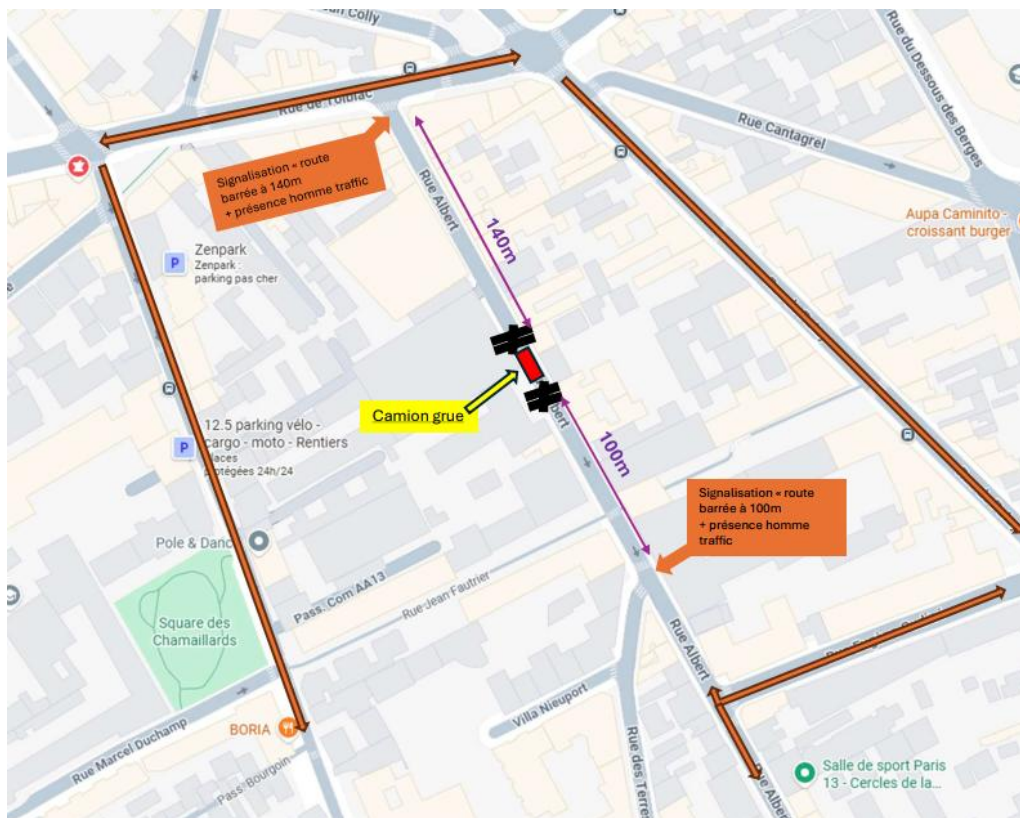 n Colly
Rue du Dessous des Berges
Rue de Tolbiac
Rue Cantagrel
Signalisation « route
barrée à 140m
+ présence homme traffic
Rue Albert
140m
Aupa Caminito -
croissant burger
P
Zenpark
Zenpark :
parking pas cher
Camion grue
bert
P
12.5 parking vélo -
cargo - moto - Rentiers
laces
protégées 24h/24
100m
Signalisation « route
barrée à 100m
+ présence homme
traffic
Pole & Danc
Pass. Com AA13
Rue Jean Fautrier
Square des
Chamaillards
Rue Albert
Villa Nieuport
BORIA
Rue Marcel Duchamp
Pass. Bourgoin
Rue des Terre
Rue Albert
Salle de sport Paris
13 - Cercles de la...